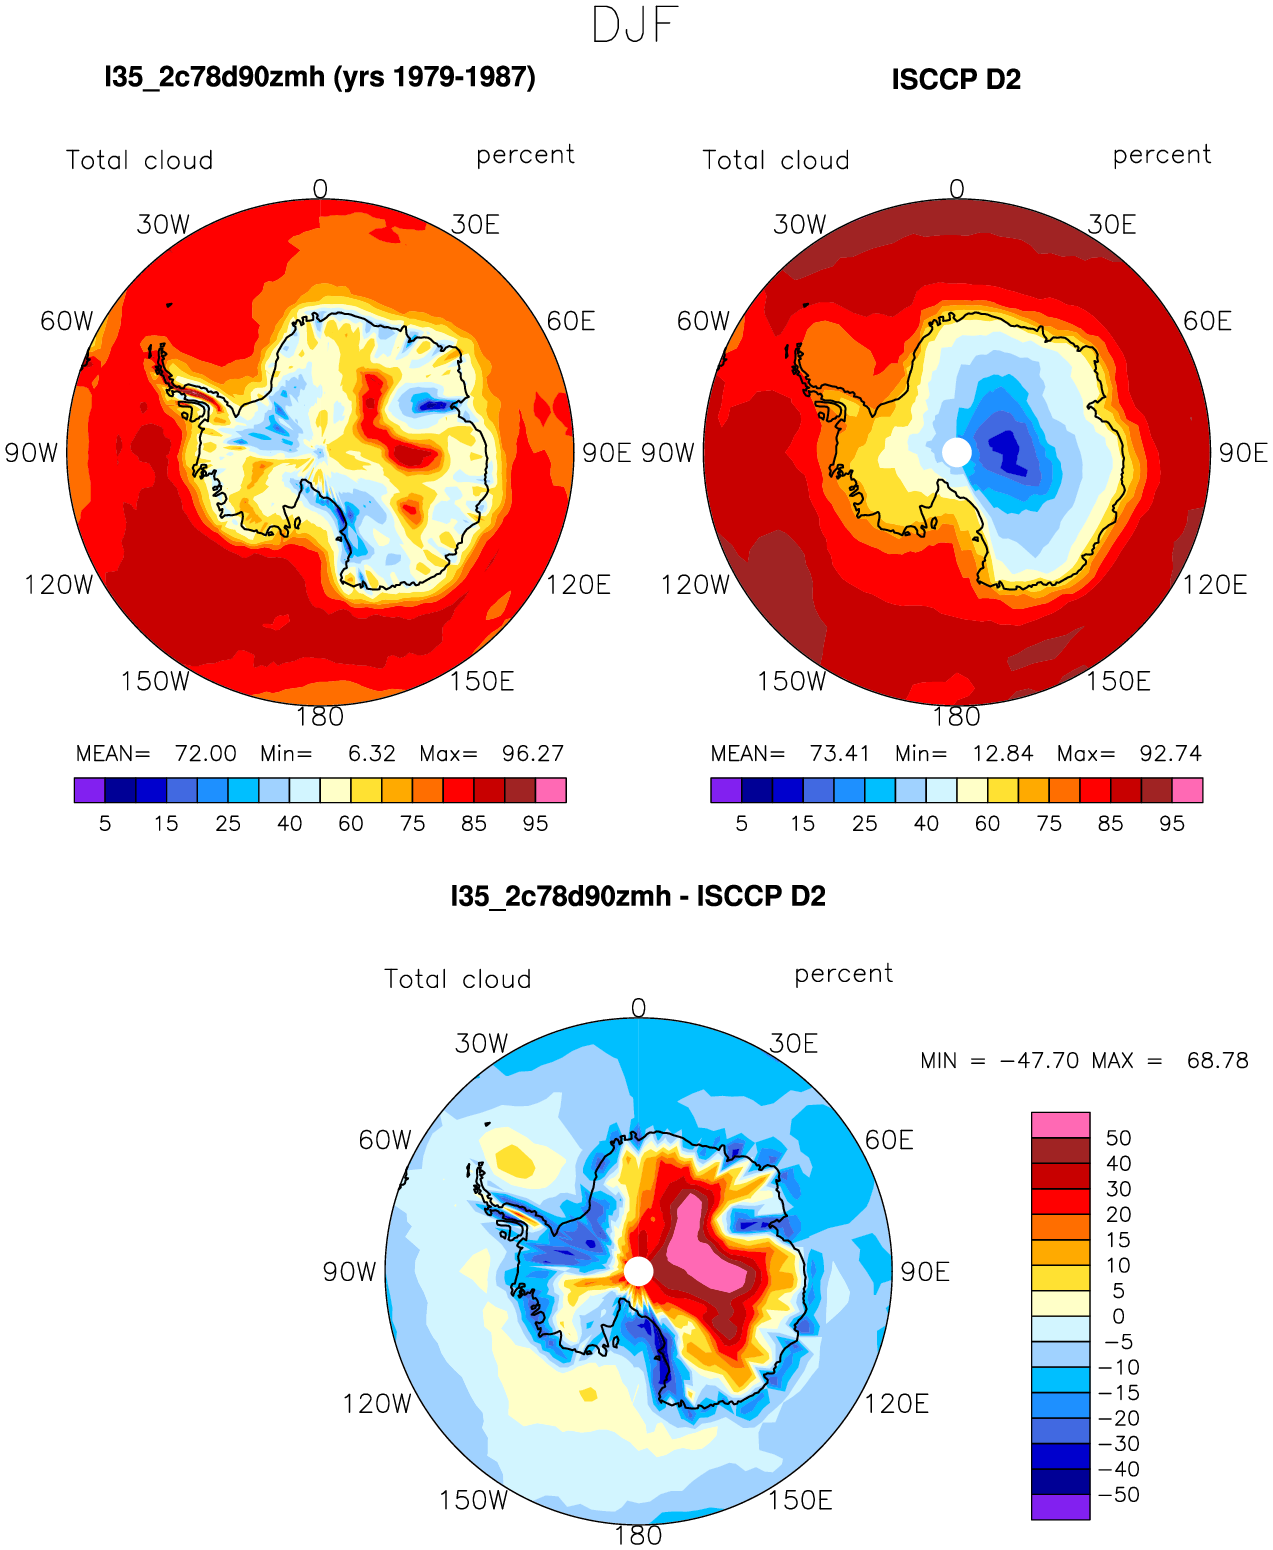 DJF
I35_2c78d90zmh (yrs 1979-1987)
ISCCP D2
Total cloud percent
Total cloud percent
0
30W 30E
60W 60E
90W 90E
120W 120E
150W 150E
180
0
30W 30E
60W 60E
90W 90E
120W 120E
150W 150E
180
MEAN= 72.00 Min= 6.32 Max= 96.27
5 15 25 40 60 75 85 95
MEAN= 73.41 Min= 12.84 Max= 92.74
5 15 25 40 60 75 85 95
I35_2c78d90zmh - ISCCP D2
Total cloud percent
0
30W 30E
60W 60E
90W 90E
120W 120E
150W 150E
180
MIN = -47.70 MAX = 68.78
50
40
30
20
15
10
5
0
-5
-10
-15
-20
-30
-40
-50